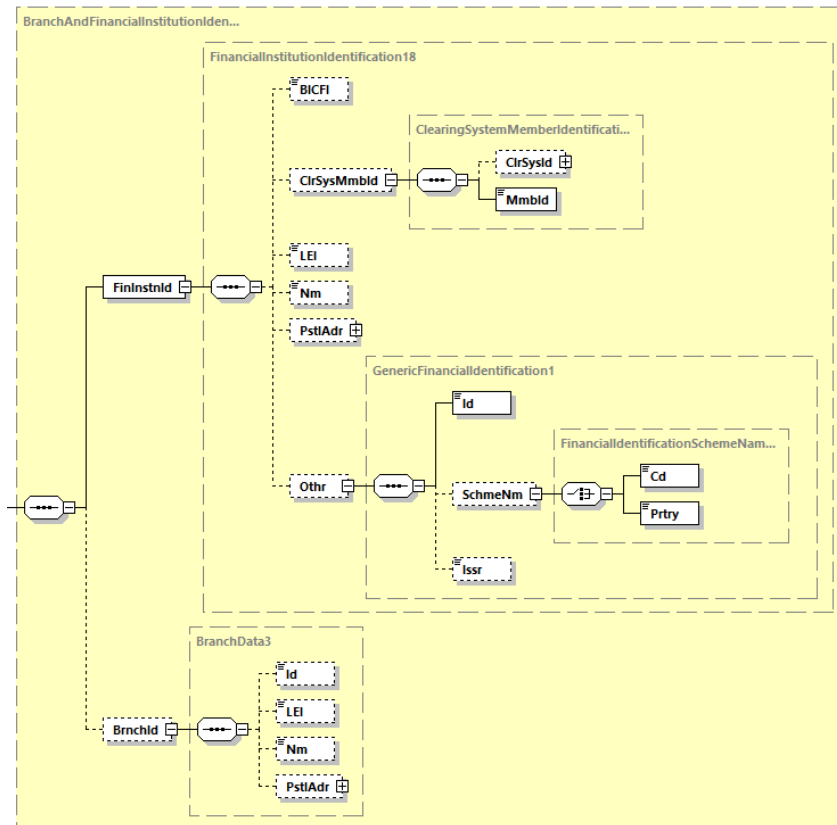 BranchAndFinancialInstitutionIden...
FinancialInstitutionIdentification18
BICFI
ClearingSystemMemberIdentificati...
ClrSysId
ClrSysMmbId
MmbId
LEI
FinInstnId
Nm
PstlAdr
GenericFinancialIdentification1
Id
FinancialIdentificationSchemeNam...
Cd
Othr
SchmeNm
Prtry
Issr
BranchData3
Id
LEI
BrnchId
Nm
PstlAdr